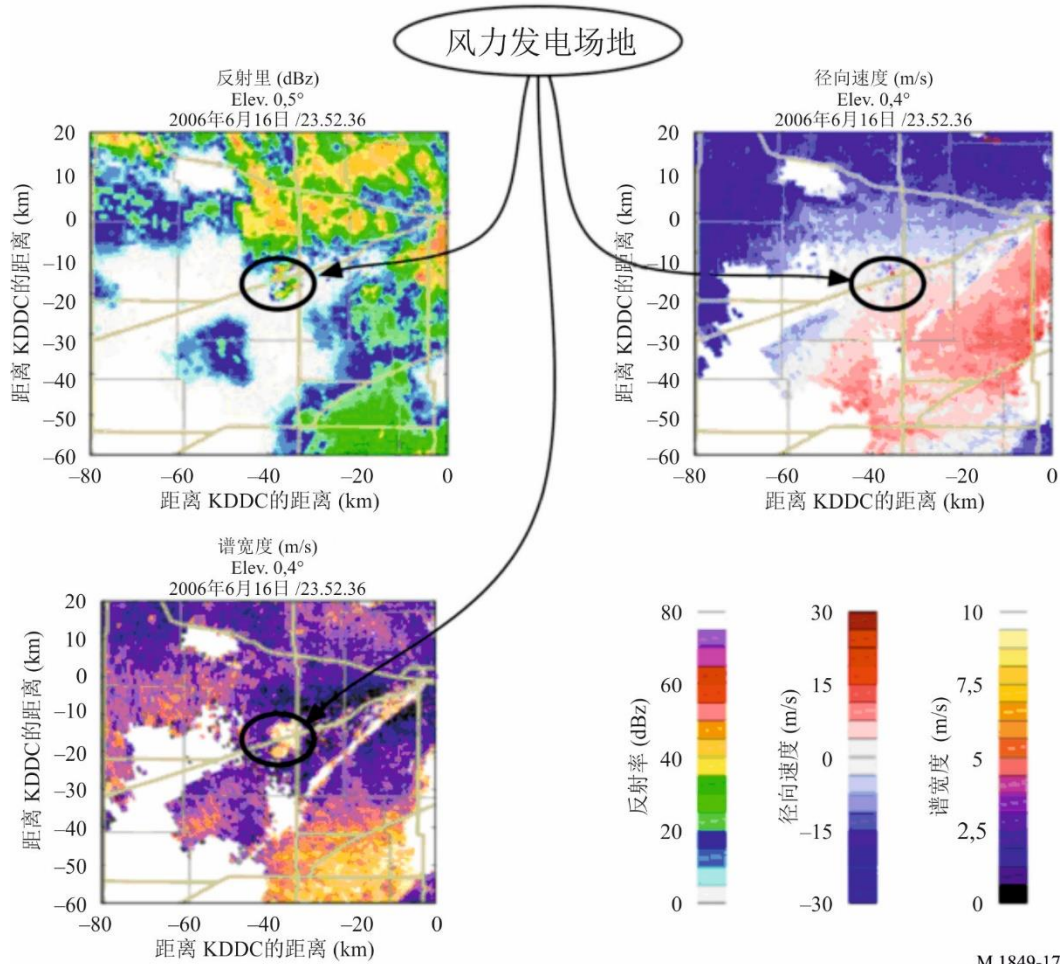 风力发电场地
反射里 (dBz)
Elev. 0,5°
2006年6月16日 /23.52.36
20
10
0
–10
–20
–30
–40
–50
–60
距离 KDDC的距离 (km)
–80
–60
–40
–20
0
距离 KDDC的距离 (km)
径向速度 (m/s)
Elev. 0,4°
2006年6月16日 /23.52.36
20
10
0
–10
–20
–30
–40
–50
–60
距离 KDDC的距离 (km)
–80
–60
–40
–20
0
距离 KDDC的距离 (km)
谱宽度 (m/s)
Elev. 0,4°
2006年6月16日 /23.52.36
20
10
0
–10
–20
–30
–40
–50
–60
距离 KDDC的距离 (km)
–80
–60
–40
–20
0
距离 KDDC的距离 (km)
80
60
40
20
0
反射率 (dBz)
30
15
0
–15
–30
径向速度 (m/s)
10
7,5
5
2,5
0
谱宽度 (m/s)
M.1849-17